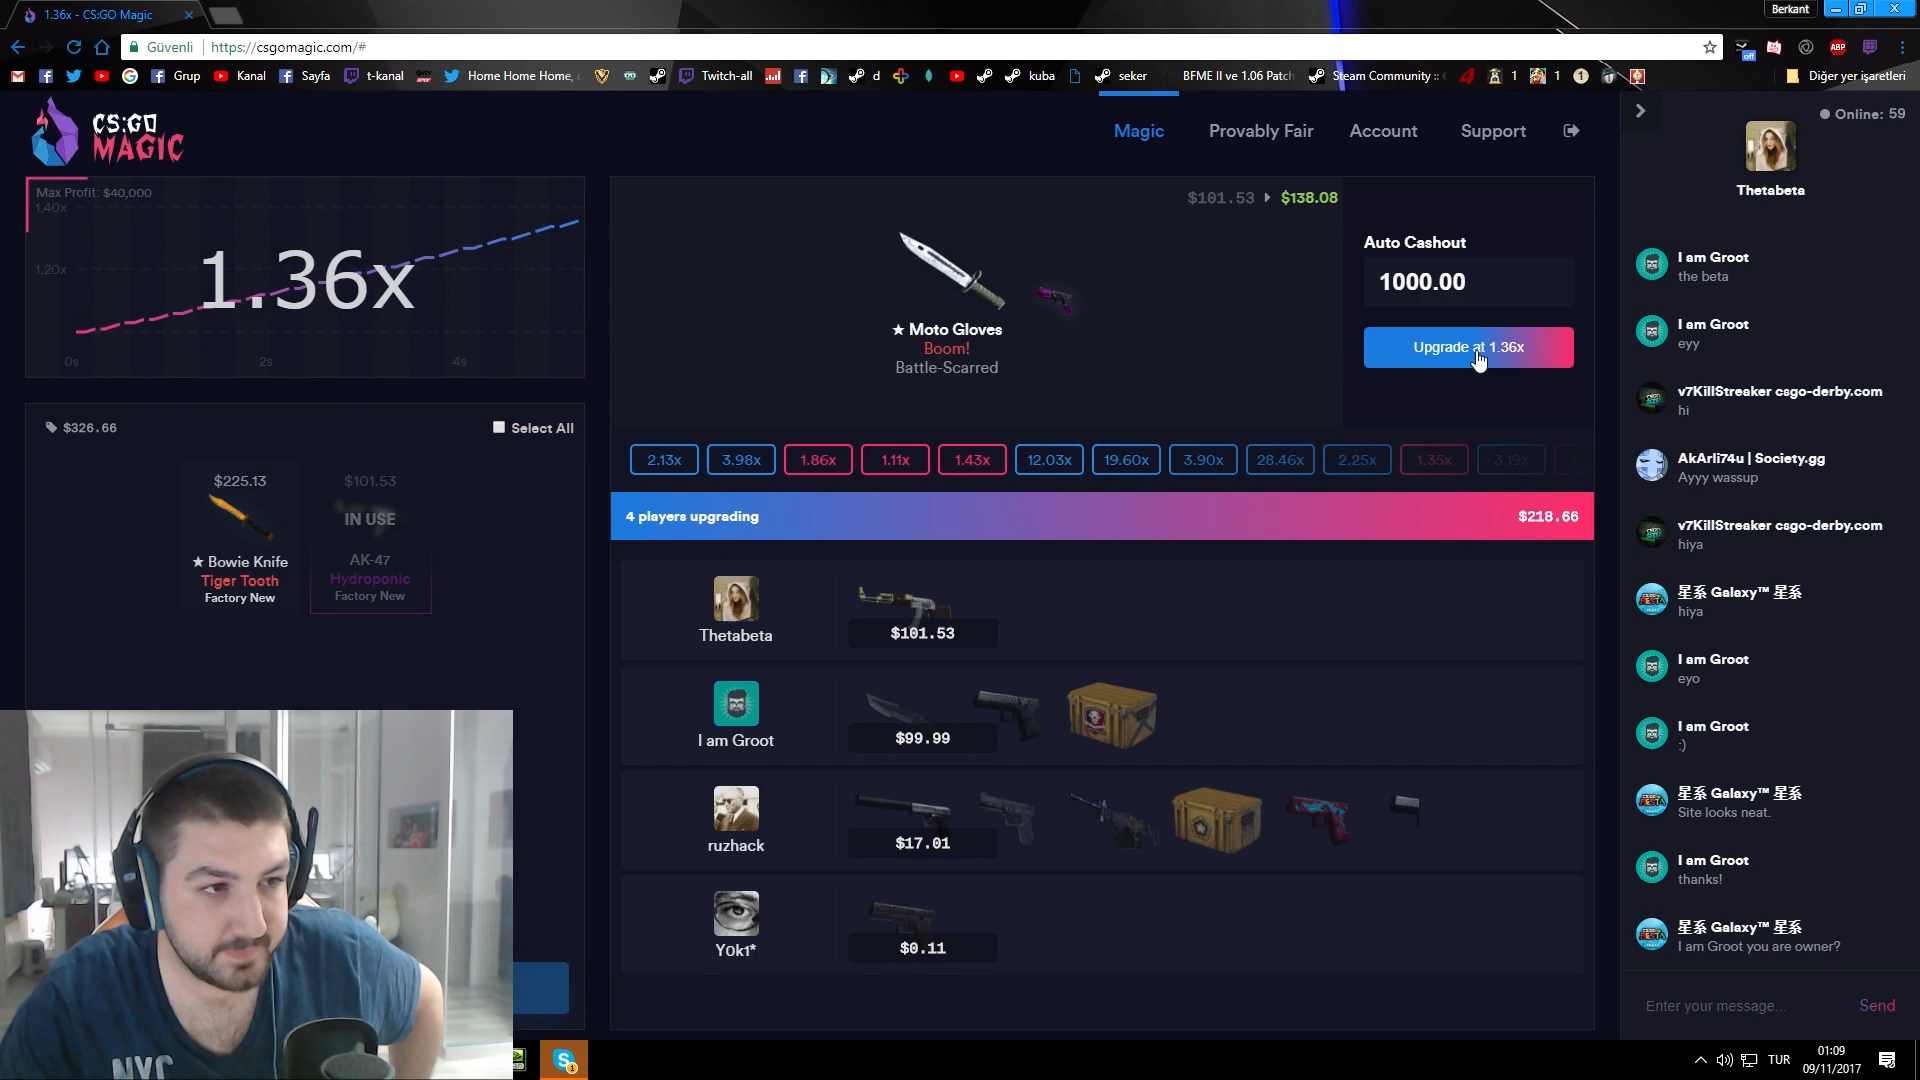 1.36x - CS:GO Magic
Berkant
Güvenli
https://csgomagic.com/#
ABP
off
Grup
Kanal
Sayfa
t-kanal
Home Home Home,
Twitch-all
d
kuba
seker
BFME II ve 1.06 Patch
Steam Community ::
1
1
Diğer yer işaretleri
CS:GO
MAGIC
Magic
Provably Fair
Account
Support
Online: 59
Thetabeta
Max Profit: $40,000
1.40x
1.20x
1.36x
0s
2s
4s
$101.53
$138.08
★ Moto Gloves
Boom!
Battle-Scarred
Auto Cashout
1000.00
Upgrade at 1.36x
$326.66
Select All
$225.13
★ Bowie Knife
Tiger Tooth
Factory New
$101.53
IN USE
AK-47
Hydroponic
Factory New
2.13x
3.98x
1.86x
1.11x
1.43x
12.03x
19.60x
3.90x
28.46x
2.25x
1.35x
3.19x
4 players upgrading
$218.66
Thetabeta
$101.53
I am Groot
$99.99
ruzhack
$17.01
Y0k1*
$0.11
I am Groot
the beta
I am Groot
eyy
v7KillStreaker csgo-derby.com
hi
AkArli74u | Society.gg
Ayyy wassup
v7KillStreaker csgo-derby.com
hiya
星系 Galaxy™ 星系
hiya
I am Groot
eyo
I am Groot
:)
星系 Galaxy™ 星系
Site looks neat.
I am Groot
thanks!
星系 Galaxy™ 星系
I am Groot you are owner?
Enter your message...
Send
NYC
1
TUR
01:09
09/11/2017